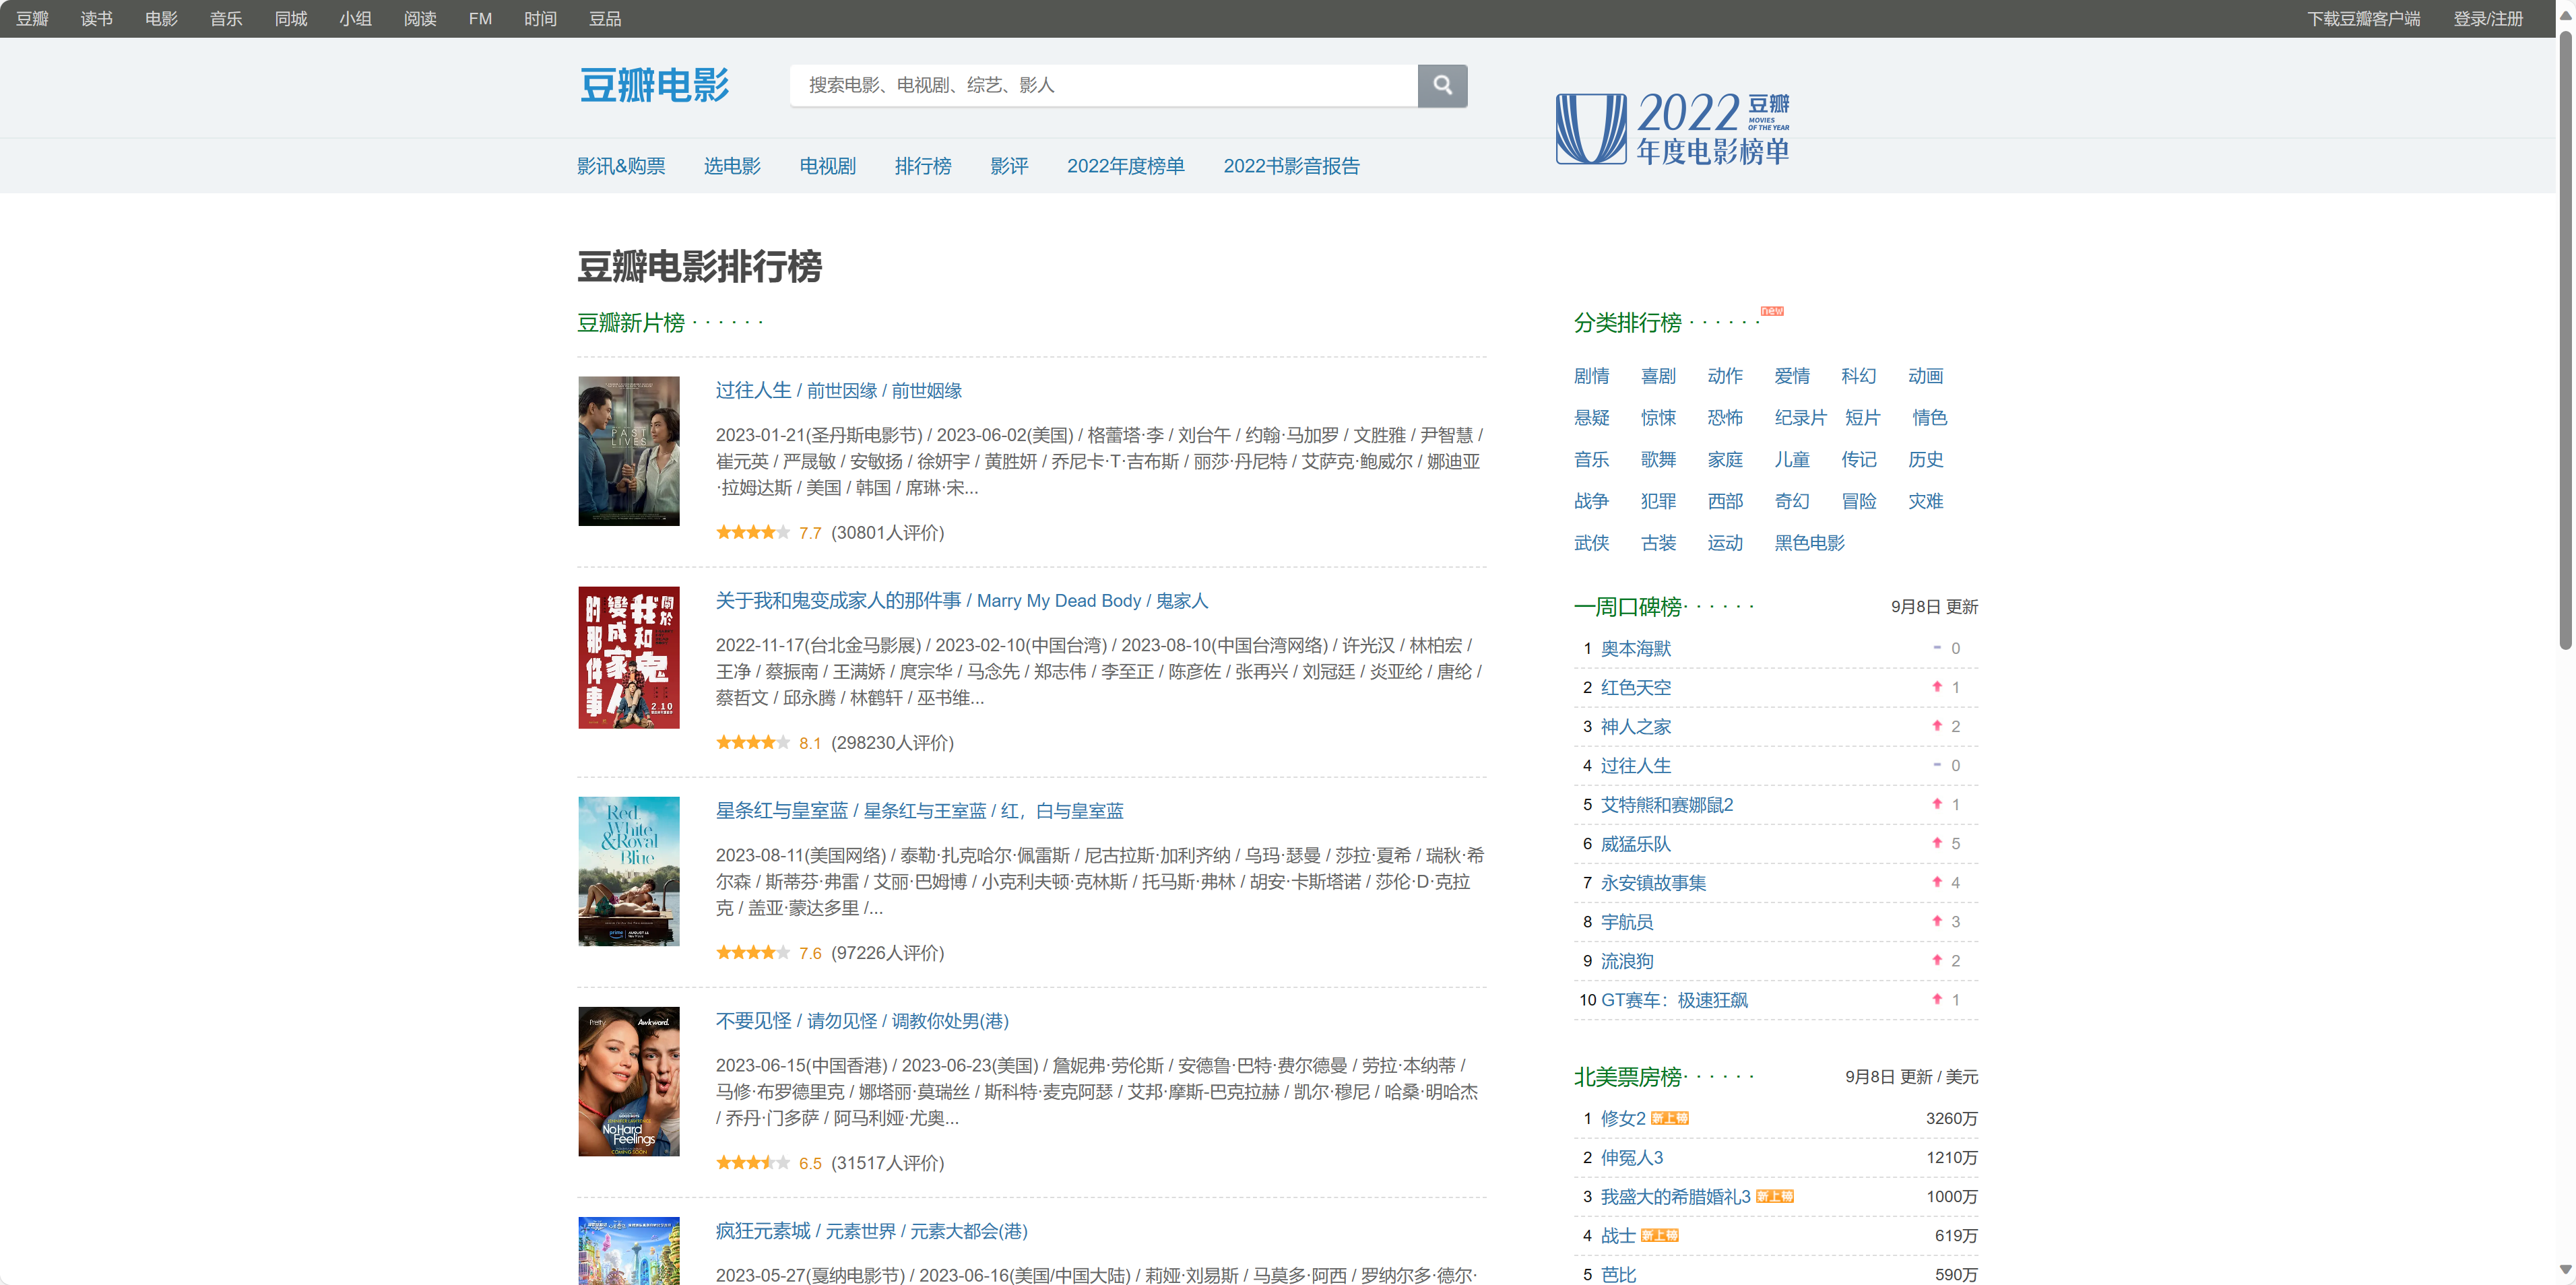 豆瓣 读书 电影 音乐 同城 小组 阅读 FM 时间 豆品 下载豆瓣客户端 登录/注册
豆瓣电影
搜索电影、电视剧、综艺、影人
2022 豆瓣
MOVIES
OF THE YEAR
年度电影榜单
影讯&购票 选电影 电视剧 排行榜 影评 2022年度榜单 2022书影音报告
豆瓣电影排行榜
豆瓣新片榜 · · · · · ·
PAST
LIVES
过往人生 / 前世因缘 / 前世姻缘
2023-01-21(圣丹斯电影节) / 2023-06-02(美国) / 格蕾塔·李 / 刘台午 / 约翰·马加罗 / 文胜雅 / 尹智慧 /
崔元英 / 严晟敏 / 安敏扬 / 徐妍宇 / 黄胜妍 / 乔尼卡·T·吉布斯 / 丽莎·丹尼特 / 艾萨克·鲍威尔 / 娜迪亚
·拉姆达斯 / 美国 / 韩国 / 席琳·宋...
7.7 (30801人评价)
關於我和鬼變成家人的那件事
2.10
关于我和鬼变成家人的那件事 / Marry My Dead Body / 鬼家人
2022-11-17(台北金马影展) / 2023-02-10(中国台湾) / 2023-08-10(中国台湾网络) / 许光汉 / 林柏宏 /
王净 / 蔡振南 / 王满娇 / 庹宗华 / 马念先 / 郑志伟 / 李至正 / 陈彦佐 / 张再兴 / 刘冠廷 / 炎亚纶 / 唐纶 /
蔡哲文 / 邱永腾 / 林鹤轩 / 巫书维...
8.1 (298230人评价)
Red,
White
&Royal
Blue
prime AUGUST 11
星条红与皇室蓝 / 星条红与王室蓝 / 红，白与皇室蓝
2023-08-11(美国网络) / 泰勒·扎克哈尔·佩雷斯 / 尼古拉斯·加利齐纳 / 乌玛·瑟曼 / 莎拉·夏希 / 瑞秋·希
尔森 / 斯蒂芬·弗雷 / 艾丽·巴姆博 / 小克利夫顿·克林斯 / 托马斯·弗林 / 胡安·卡斯塔诺 / 莎伦·D·克拉
克 / 盖亚·蒙达多里 /...
7.6 (97226人评价)
Pretty. Awkward.
No Hard
Feelings
COMING SOON
不要见怪 / 请勿见怪 / 调教你处男(港)
2023-06-15(中国香港) / 2023-06-23(美国) / 詹妮弗·劳伦斯 / 安德鲁·巴特·费尔德曼 / 劳拉·本纳蒂 /
马修·布罗德里克 / 娜塔丽·莫瑞丝 / 斯科特·麦克阿瑟 / 艾邦·摩斯-巴克拉赫 / 凯尔·穆尼 / 哈桑·明哈杰
/ 乔丹·门多萨 / 阿马利娅·尤奥...
6.5 (31517人评价)
疯狂元素城 / 元素世界 / 元素大都会(港)
2023-05-27(戛纳电影节) / 2023-06-16(美国/中国大陆) / 莉娅·刘易斯 / 马莫多·阿西 / 罗纳尔多·德尔·
分类排行榜 · · · · · · new
剧情 喜剧 动作 爱情 科幻 动画
悬疑 惊悚 恐怖 纪录片 短片 情色
音乐 歌舞 家庭 儿童 传记 历史
战争 犯罪 西部 奇幻 冒险 灾难
武侠 古装 运动 黑色电影
一周口碑榜· · · · · · 9月8日 更新
1 奥本海默 0
2 红色天空 1
3 神人之家 2
4 过往人生 0
5 艾特熊和赛娜鼠2 1
6 威猛乐队 5
7 永安镇故事集 4
8 宇航员 3
9 流浪狗 2
10 GT赛车：极速狂飙 1
北美票房榜· · · · · · 9月8日 更新 / 美元
1 修女2 新上榜 3260万
2 伸冤人3 1210万
3 我盛大的希腊婚礼3 新上榜 1000万
4 战士 新上榜 619万
5 芭比 590万